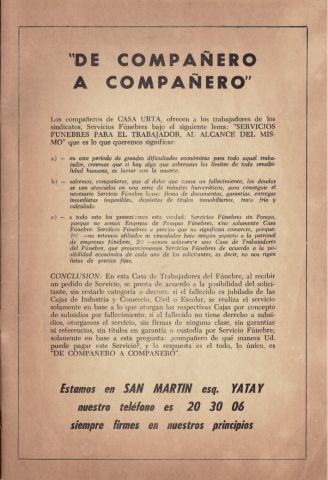 "DE COMPAÑERO
A COMPAÑERO"
Los compañeros de CASA URTA, ofrecen a los trabajadores de los
sindicatos, Servicios Fúnebres bajo el siguiente lema: "SERVICIOS
FUNEBRES PARA EL TRABAJADOR, AL ALCANCE DEL MIS-
MO" que es lo que queremos significar:
a) — en este período de grandes dificultades económicas para todo aquel traba-
jador, creemos que si hay algo que sobrepasa los límites de toda sensibi-
lidad humana, es lucrar con la muerte.
b) — sabemos, compañeros, que al dolor que causa un fallecimiento, los deudos
se ven atascados en una serie de trámites burocráticos, para conseguir el
necesario Servicio Fúnebre lease: firma de documentos, garantías, entregas
inmediatas imposibles, depósitos de títulos inmobiliarios, trato frío y
calculado.
c) — a todo esto les presentamos esta verdad: Servicio Fúnebres sin Pompa,
porque no somos Empresa de Pompas Fúnebres, sino solamente Casa
Fúnebre. Servicios Fúnebres a precios que no significan comercio, porque:
1º) —no estamos afiliados ni vinculados bajo ningún aspecto a la patronal
de empresas fúnebres, 2º) —somos solamente una Casa de Trabajadores
del Fúnebre, que proporcionamos Servicios Fúnebres de acuerdo a la po-
sibilidad económica de cada uno de los solicitantes, es decir, no nos rigen
listas de precios fijos.
CONCLUSION: En esta Casa de Trabajadores del Fúnebre, al recibir
un pedido de Servicio, se presta de acuerdo a la posibilidad del solici-
tante, sin restarle categoría o decoro; si el fallecido es jubilado de las
Cajas de Industria y Comercio, Civil o Escolar, se realiza el servicio
solamente en base a lo que otorgan las respectivas Cajas por concepto
de subsidios por fallecimiento; si el fallecido no tiene derecho a subsi-
dios, otorgamos el servicio, sin firmas de ninguna clase, sin garantías
ni referencias, sin títulos en garantía o custodia por Servicio Fúnebre;
solamente en base a esta pregunta: ¿compañero de qué manera Ud.
puede pagar este Servicio?, y la respuesta es el todo, lo único, es
"DE COMPAÑERO A COMPAÑERO".
Estamos en SAN MARTIN esq. YATAY
nuestro teléfono es 20 30 06
siempre firmes en nuestros principios